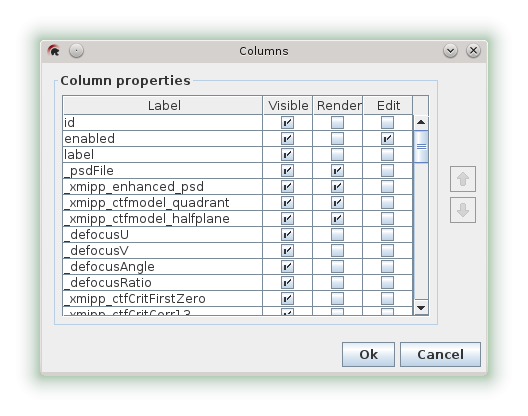 Columns
Column properties
Label Visible Render Edit
id
enabled
label
_psdFile
_xmipp_enhanced_psd
_xmipp_ctfmodel_quadrant
_xmipp_ctfmodel_halfplane
_defocusU
_defocusV
_defocusAngle
_defocusRatio
_xmipp_ctfCritFirstZero
_xmipp_ctfCritCorr13
Ok Cancel